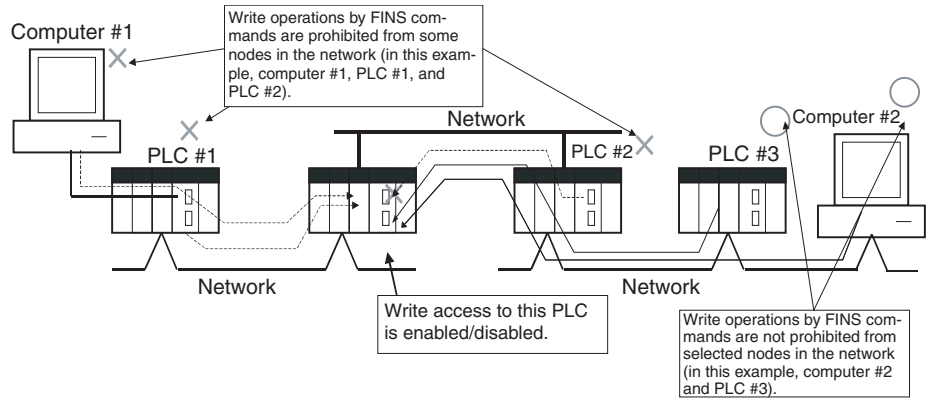 Write operations by FINS com-
mands are prohibited from some
nodes in the network (in this exam-
ple, computer #1, PLC #1, and
PLC #2).
Computer #1
Network
Computer #2
PLC #1
PLC #2
PLC #3
Network
Network
Write access to this PLC
is enabled/disabled.
Write operations by FINS com-
mands are not prohibited from
selected nodes in the network
(in this example, computer #2
and PLC #3).